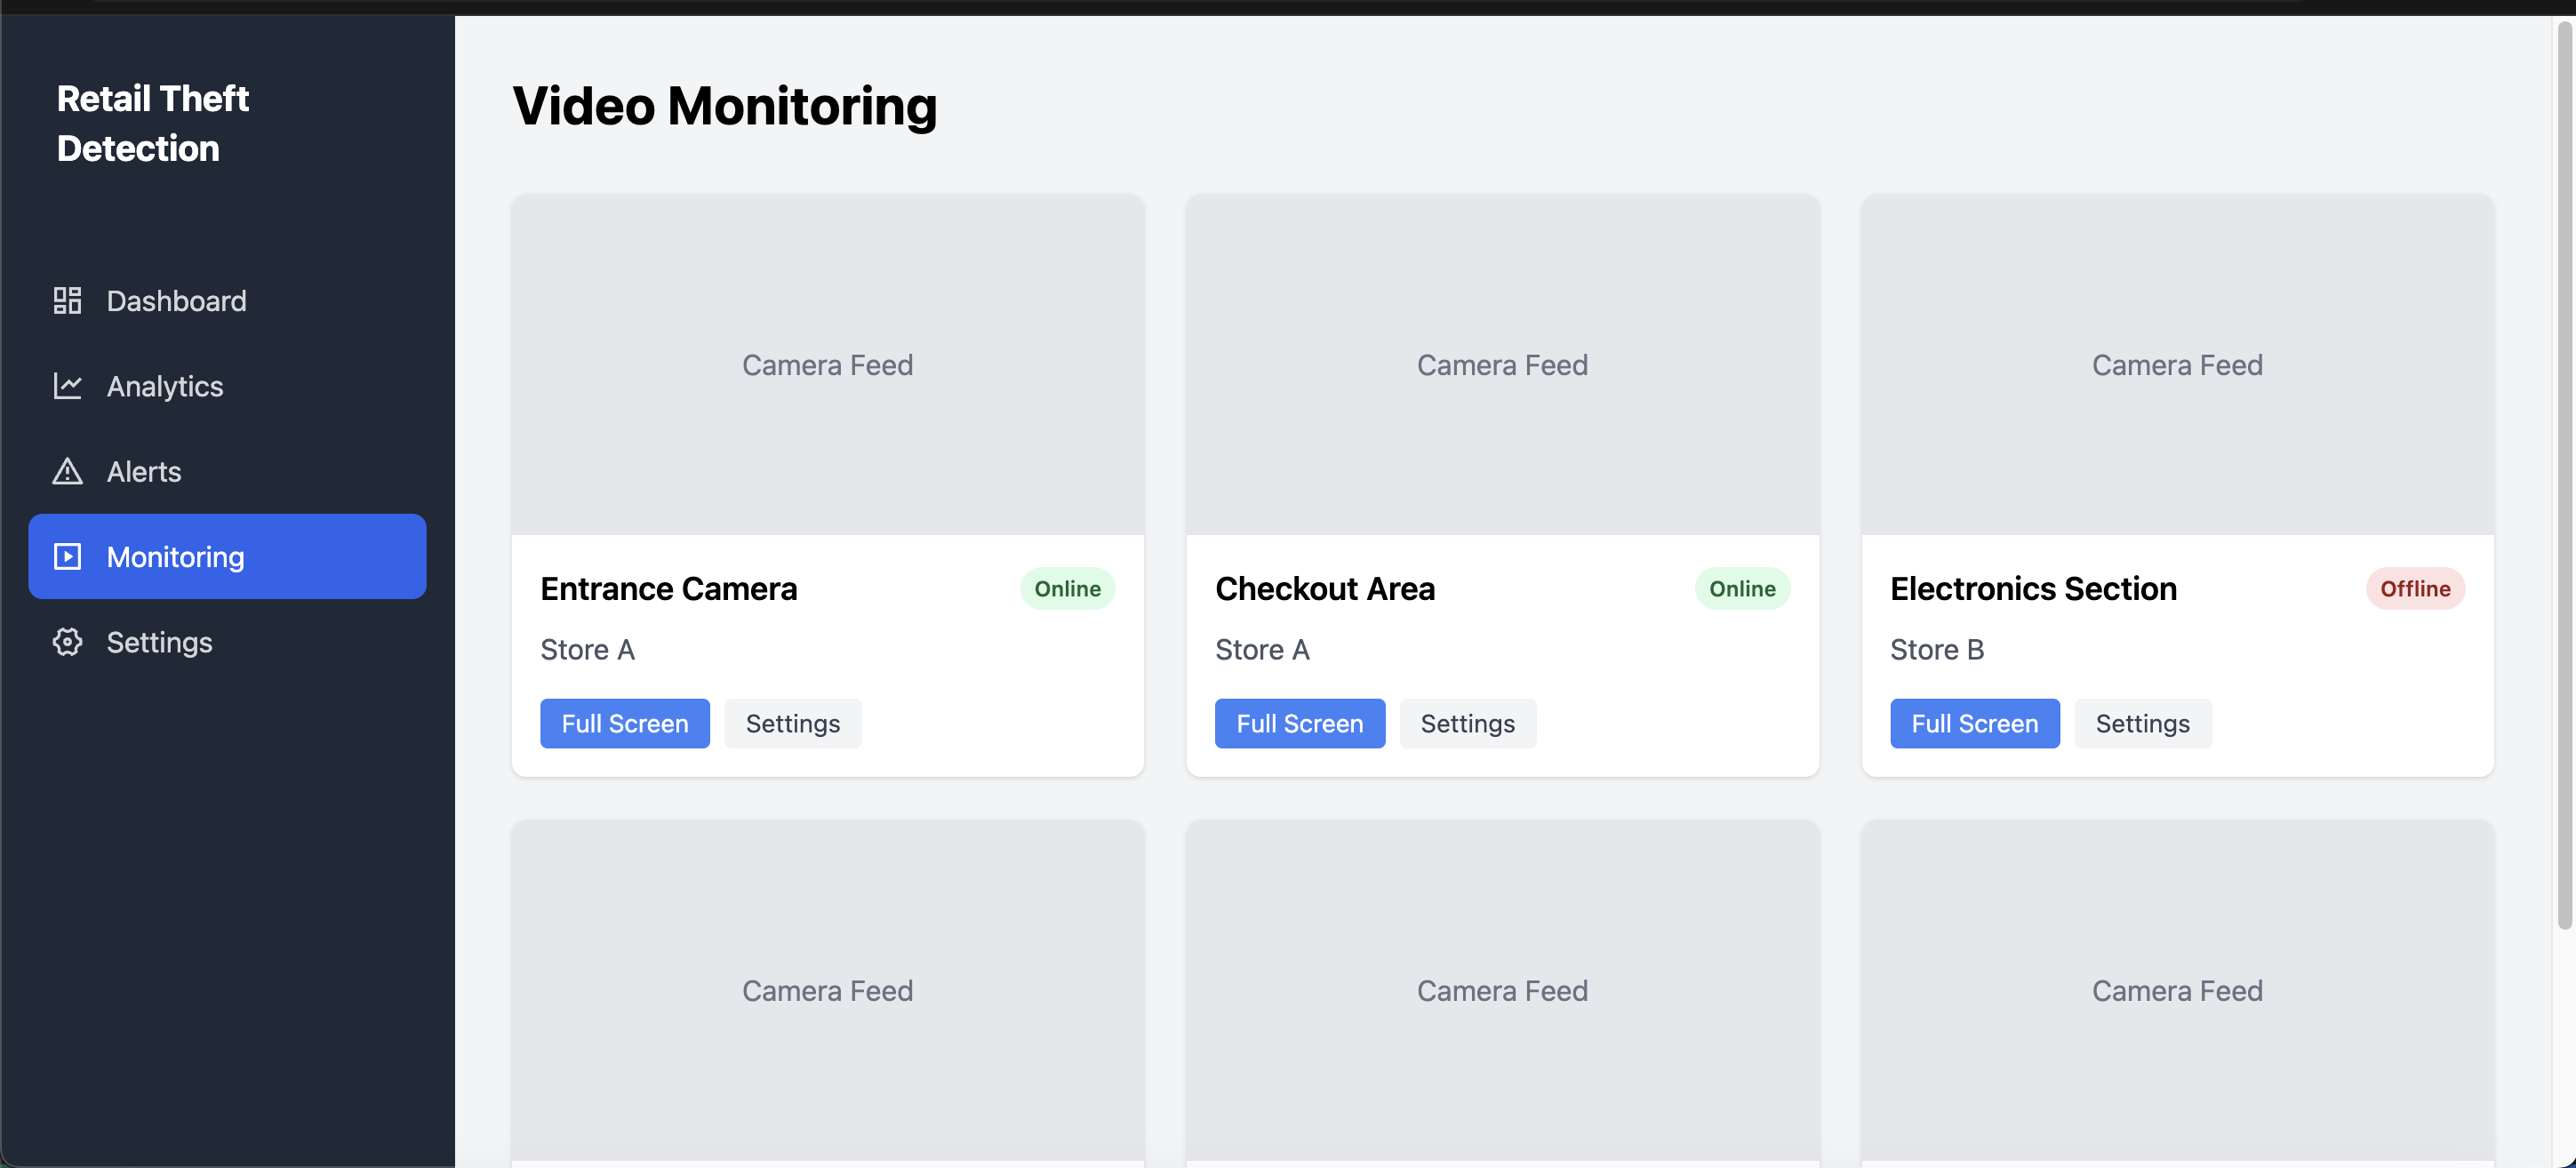 Retail Theft
Detection
Dashboard
Analytics
Alerts
Monitoring
Settings
Video Monitoring
Camera Feed
Camera Feed
Camera Feed
Entrance Camera
Online
Store A
Full Screen
Settings
Checkout Area
Online
Store A
Full Screen
Settings
Electronics Section
Offline
Store B
Full Screen
Settings
Camera Feed
Camera Feed
Camera Feed